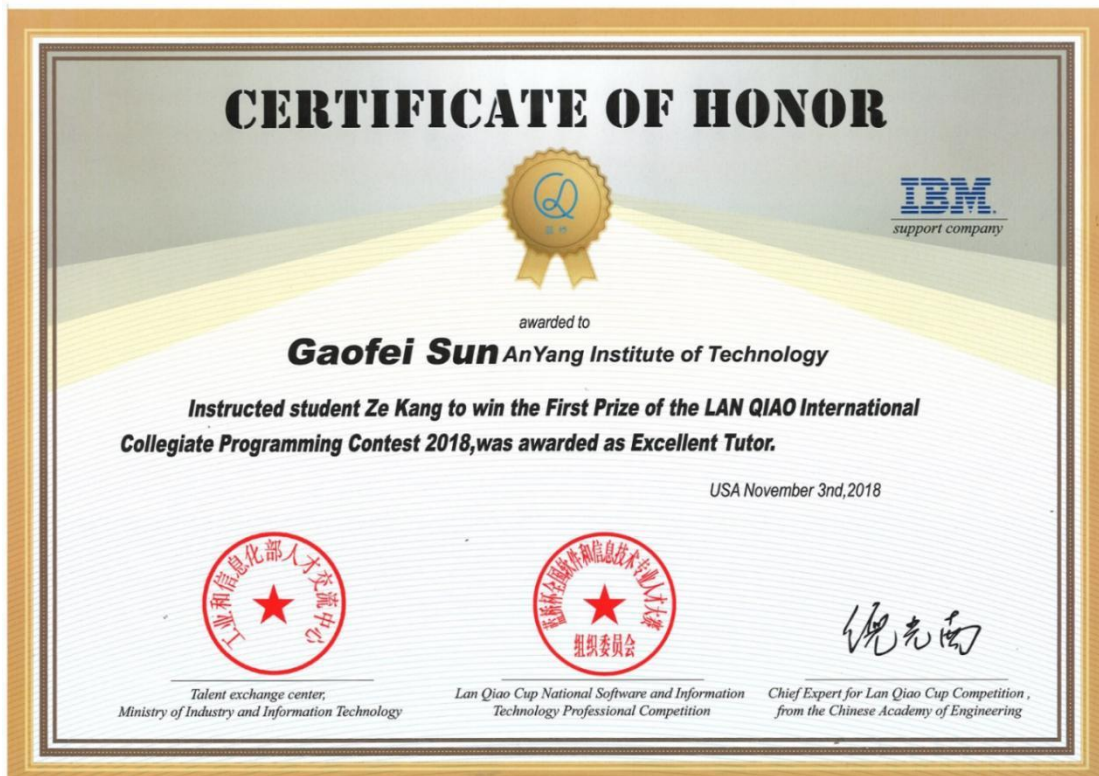 CERTIFICATE OF HONOR
IBM.
support company
awarded to
Gaofei Sun AnYang Institute of Technology
Instructed student Ze Kang to win the First Prize of the LAN QIAO International
Collegiate Programming Contest 2018,was awarded as Excellent Tutor.
USA November 3nd,2018
工业和信息化部人才交流中心
蓝桥杯全国软件和信息技术专业人才大赛
组织委员会
倪光南
Talent exchange center,
Ministry of Industry and Information Technology
Lan Qiao Cup National Software and Information
Technology Professional Competition
Chief Expert for Lan Qiao Cup Competition ,
from the Chinese Academy of Engineering